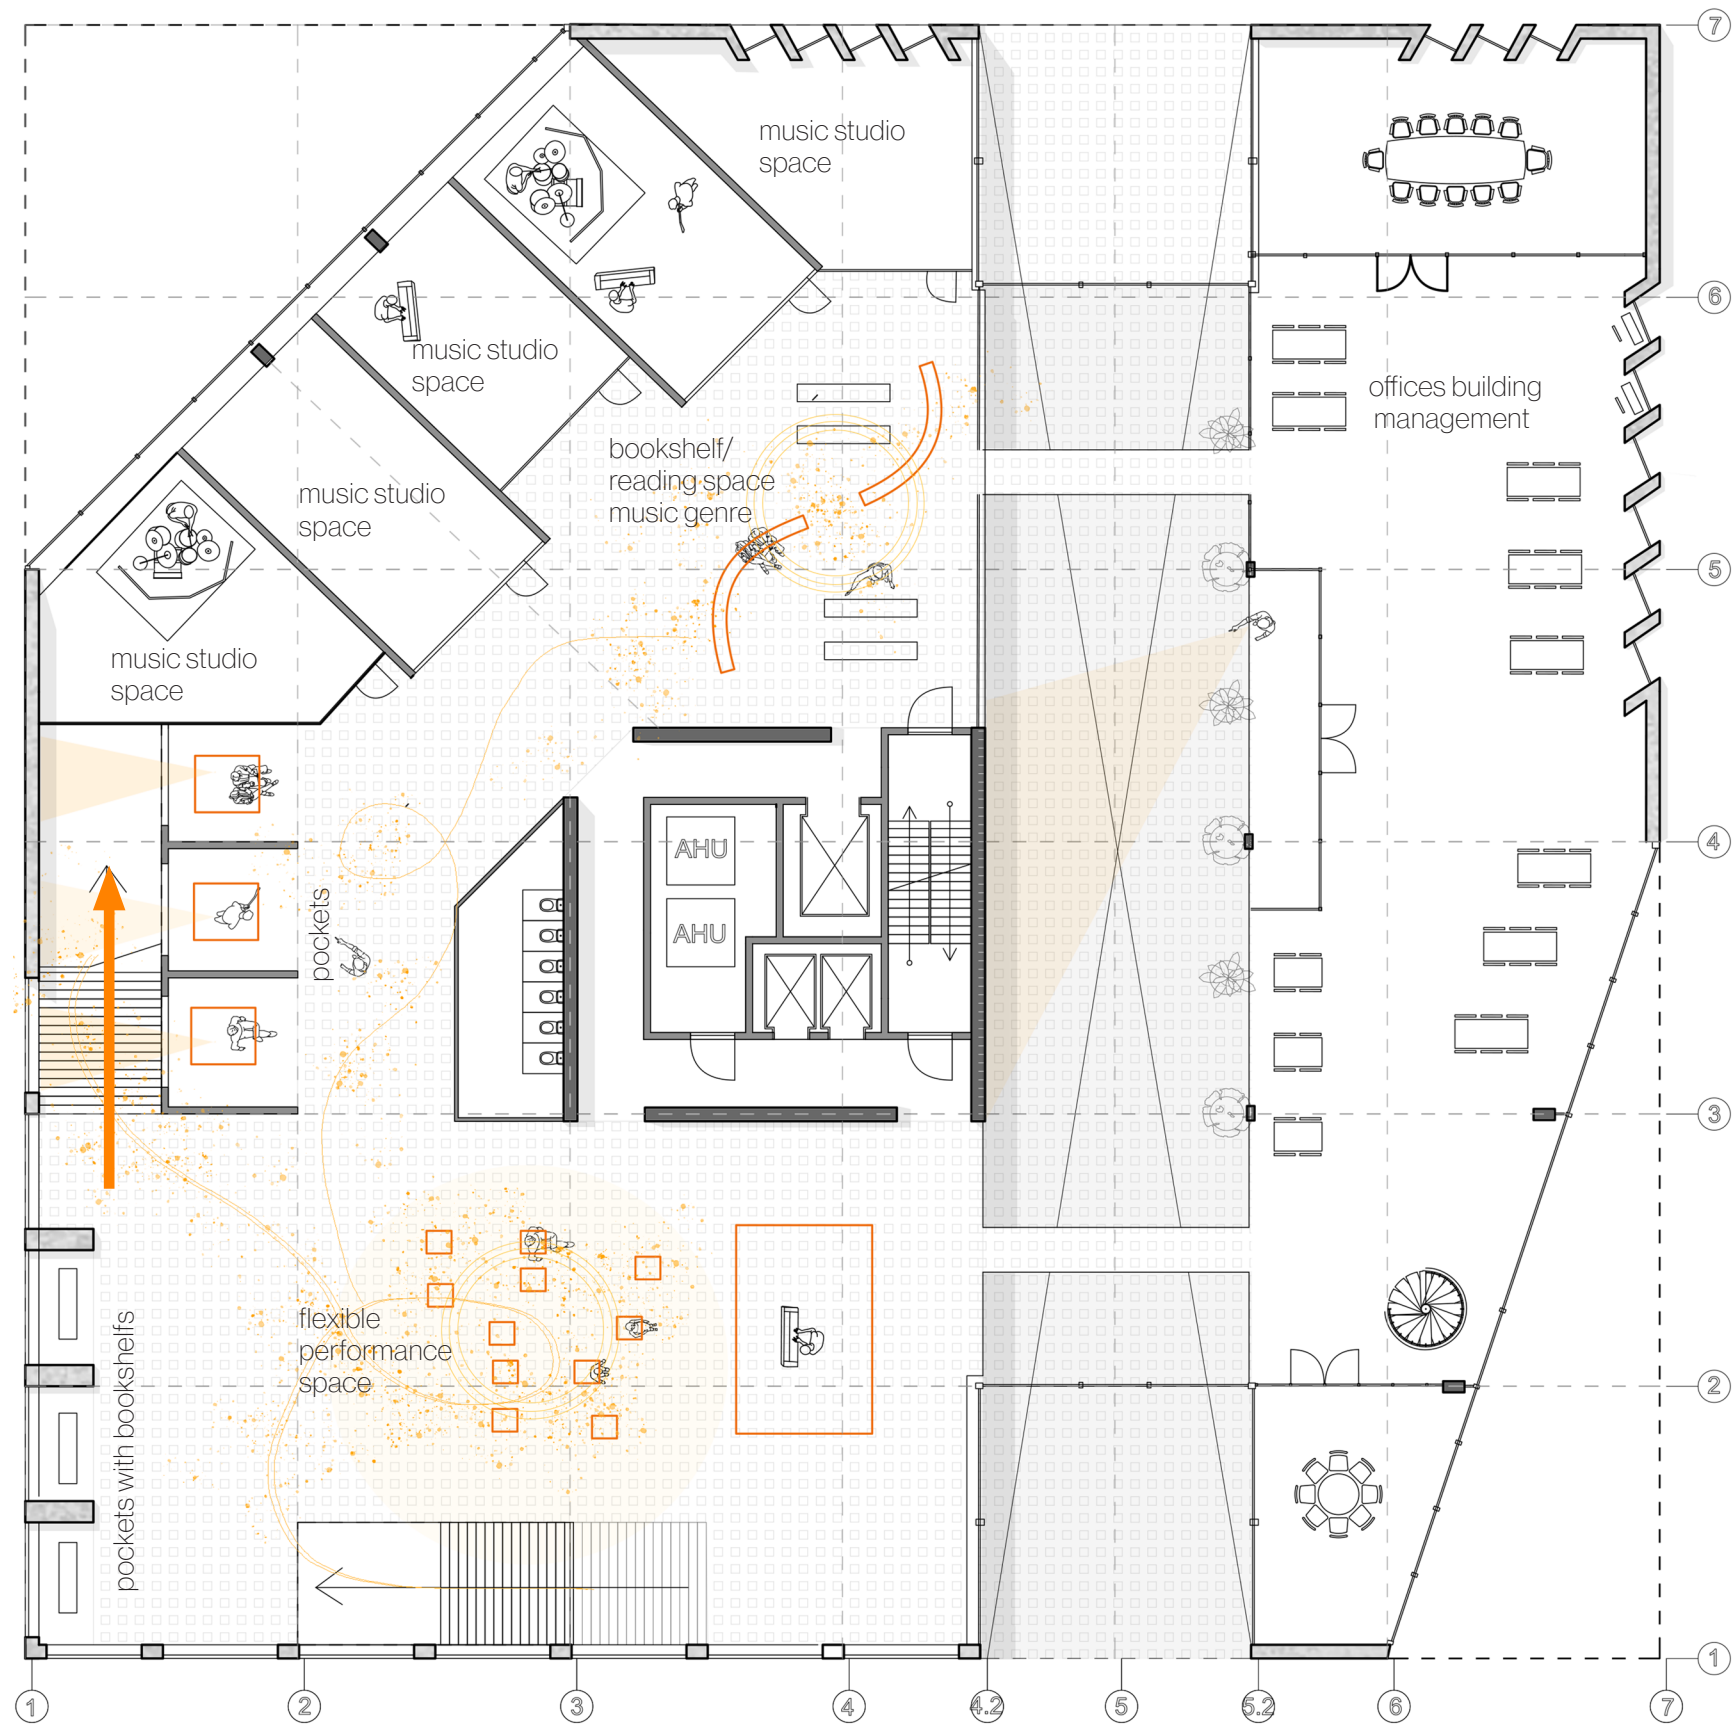 7
music studio
space
6
music studio
space
offices building
management
bookshelf/
reading space
music genre
music studio
space
5
music studio
space
AHU
4
pockets
AHU
3
flexible
performance
space
pockets with bookshelfs
2
1
1
2
3
4
4.2
5
5.2
6
7